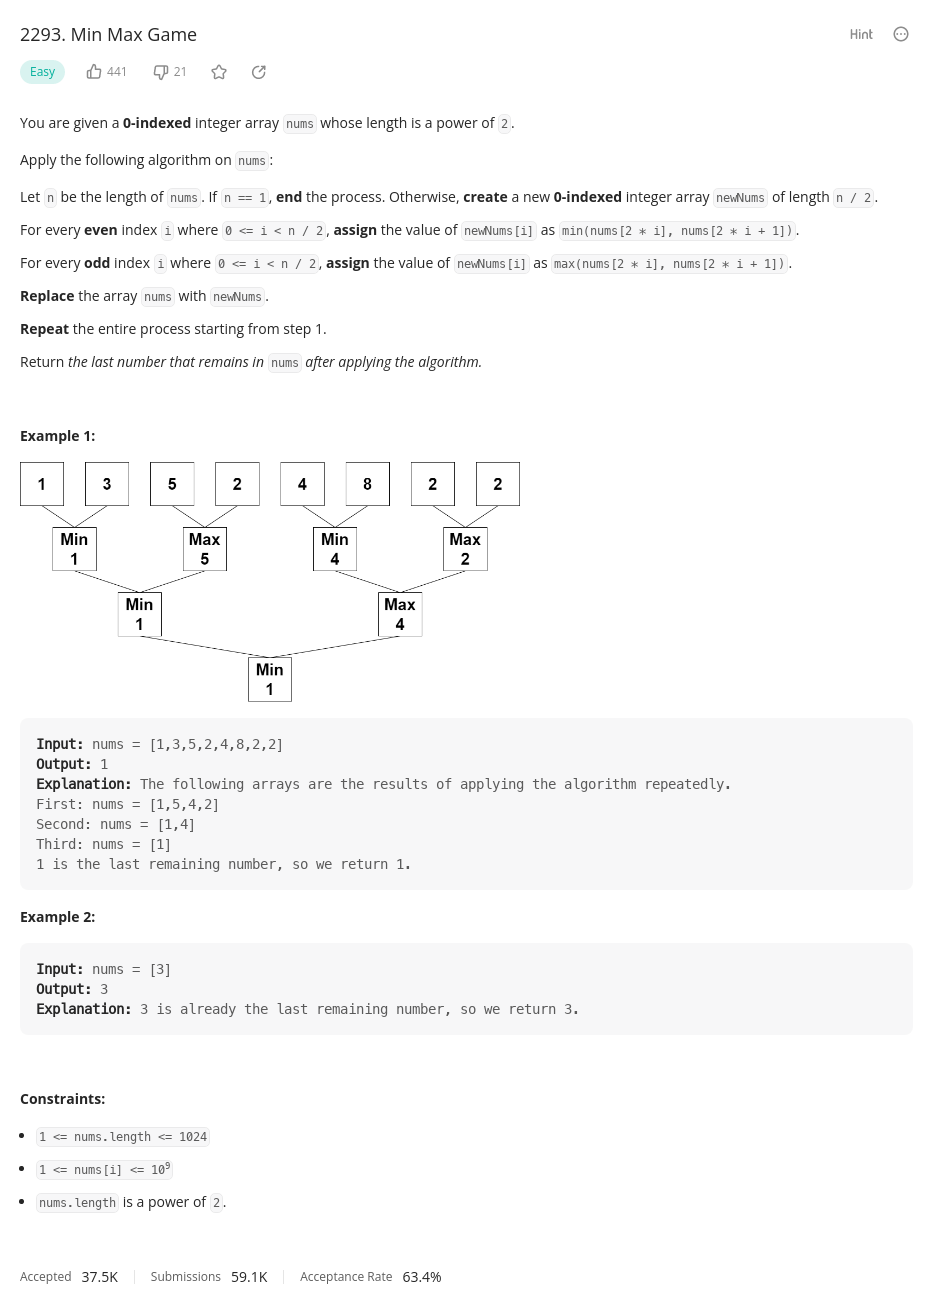 2293. Min Max Game
Hint
Easy 441 21
You are given a 0-indexed integer array nums whose length is a power of 2.
Apply the following algorithm on nums:
Let n be the length of nums. If n == 1, end the process. Otherwise, create a new 0-indexed integer array newNums of length n / 2.
For every even index i where 0 <= i < n / 2, assign the value of newNums[i] as min(nums[2 * i], nums[2 * i + 1]).
For every odd index i where 0 <= i < n / 2, assign the value of newNums[i] as max(nums[2 * i], nums[2 * i + 1]).
Replace the array nums with newNums.
Repeat the entire process starting from step 1.
Return the last number that remains in nums after applying the algorithm.
Example 1:
1 3 5 2 4 8 2 2
Min Max Min Max
1 5 4 2
Min Max
1 4
Min
1
Input: nums = [1,3,5,2,4,8,2,2]
Output: 1
Explanation: The following arrays are the results of applying the algorithm repeatedly.
First: nums = [1,5,4,2]
Second: nums = [1,4]
Third: nums = [1]
1 is the last remaining number, so we return 1.
Example 2:
Input: nums = [3]
Output: 3
Explanation: 3 is already the last remaining number, so we return 3.
Constraints:
1 <= nums.length <= 1024
1 <= nums[i] <= 10⁹
nums.length is a power of 2.
Accepted 37.5K Submissions 59.1K Acceptance Rate 63.4%